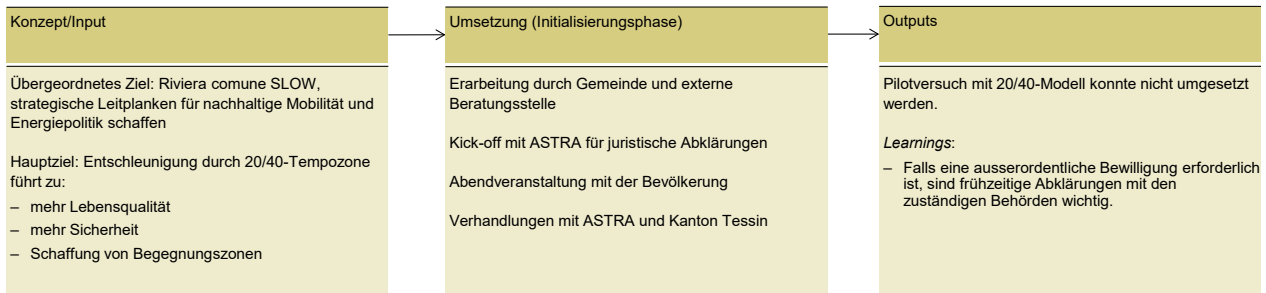 Konzept/Input
Übergeordnetes Ziel: Riviera comune SLOW,
strategische Leitplanken für nachhaltige Mobilität und
Energiepolitik schaffen
Hauptziel: Entschleunigung durch 20/40-Tempozone
führt zu:
– mehr Lebensqualität
– mehr Sicherheit
– Schaffung von Begegnungszonen
Umsetzung (Initialisierungsphase)
Erarbeitung durch Gemeinde und externe
Beratungsstelle
Kick-off mit ASTRA für juristische Abklärungen
Abendveranstaltung mit der Bevölkerung
Verhandlungen mit ASTRA und Kanton Tessin
Outputs
Pilotversuch mit 20/40-Modell konnte nicht umgesetzt
werden.
Learnings:
– Falls eine ausserordentliche Bewilligung erforderlich
ist, sind frühzeitige Abklärungen mit den
zuständigen Behörden wichtig.